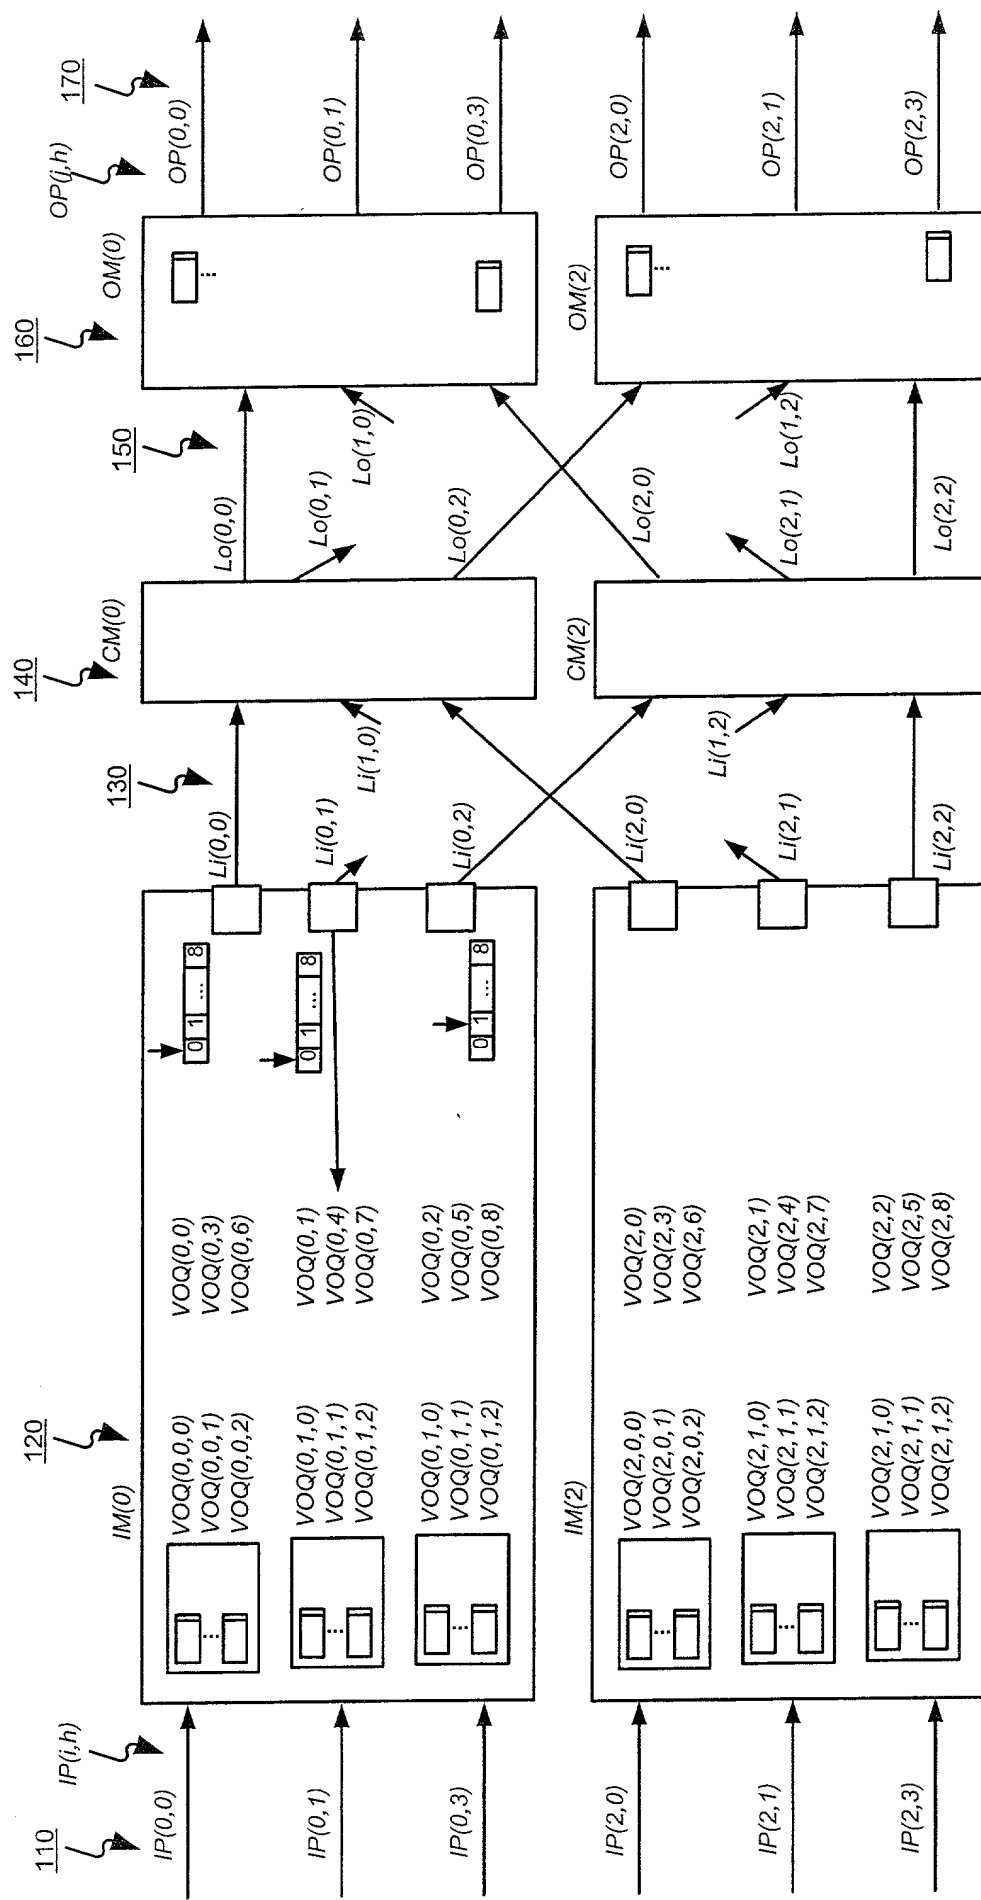 110
IP(i,h)
IP(0,0)
IP(0,1)
IP(0,3)
IP(2,0)
IP(2,1)
IP(2,3)
120
IM(0)
VOQ(0,0,0)
VOQ(0,0,1)
VOQ(0,0,2)
VOQ(0,1,0)
VOQ(0,1,1)
VOQ(0,1,2)
VOQ(0,1,0)
VOQ(0,1,1)
VOQ(0,1,2)
VOQ(0,0)
VOQ(0,3)
VOQ(0,6)
VOQ(0,1)
VOQ(0,4)
VOQ(0,7)
VOQ(0,2)
VOQ(0,5)
VOQ(0,8)
0 1 ... 8
0 1 ... 8
0 1 ... 8
IM(2)
VOQ(2,0,0)
VOQ(2,0,1)
VOQ(2,0,2)
VOQ(2,1,0)
VOQ(2,1,1)
VOQ(2,1,2)
VOQ(2,1,0)
VOQ(2,1,1)
VOQ(2,1,2)
VOQ(2,0)
VOQ(2,3)
VOQ(2,6)
VOQ(2,1)
VOQ(2,4)
VOQ(2,7)
VOQ(2,2)
VOQ(2,5)
VOQ(2,8)
130
Li(0,0)
Li(0,1)
Li(0,2)
Li(1,0)
Li(2,0)
Li(2,1)
Li(1,2)
Li(2,2)
140
CM(0)
CM(2)
150
Lo(0,0)
Lo(0,1)
Lo(1,0)
Lo(0,2)
Lo(2,0)
Lo(2,1)
Lo(1,2)
Lo(2,2)
160
OM(0)
OM(2)
OP(j,h)
170
OP(0,0)
OP(0,1)
OP(0,3)
OP(2,0)
OP(2,1)
OP(2,3)